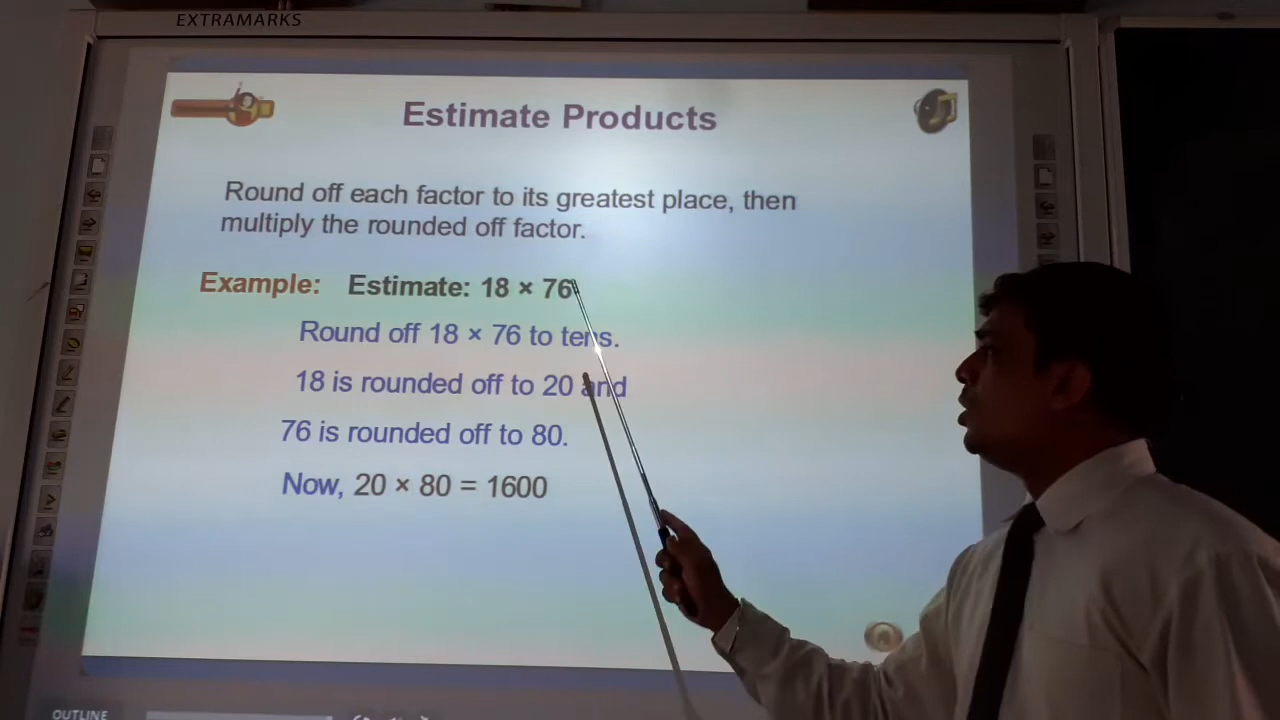 EXTRAMARKS
Estimate Products
Round off each factor to its greatest place, then
multiply the rounded off factor.
Example: Estimate: 18 × 76
Round off 18 × 76 to tens.
18 is rounded off to 20 and
76 is rounded off to 80.
Now, 20 × 80 = 1600
OUTLINE